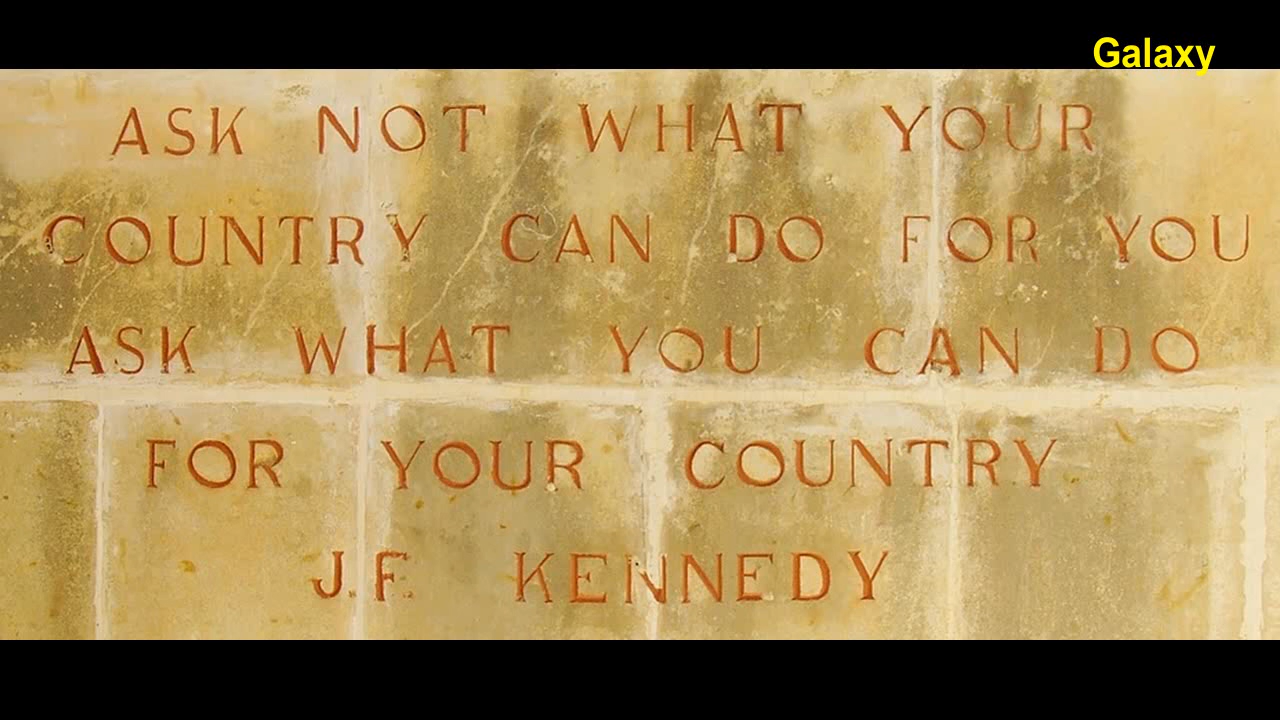 Galaxy
ASK NOT WHAT YOUR
COUNTRY CAN DO FOR YOU
ASK WHAT YOU CAN DO
FOR YOUR COUNTRY
J.F. KENNEDY